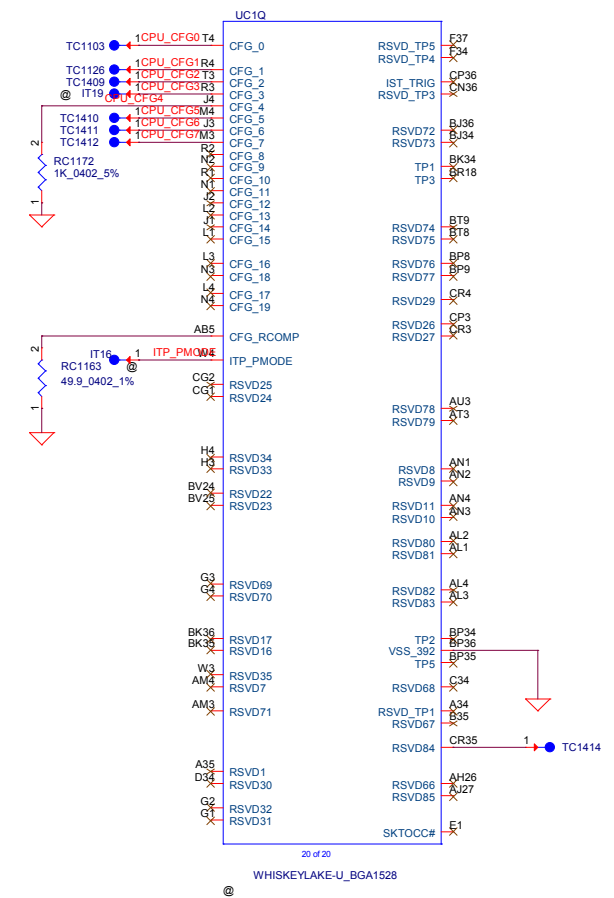 UC1Q
TC1103 1 CPU_CFG0 T4 CFG_0 RSVD_TP5 F37
RSVD_TP4 F34
TC1126 1 CPU_CFG1 R4 CFG_1
TC1409 1 CPU_CFG2 T3 CFG_2 IST_TRIG CP36
@ IT19 1 CPU_CFG3 R3 CFG_3 RSVD_TP3 CN36
CPU_CFG4 J4 CFG_4
TC1410 1 CPU_CFG5 M4 CFG_5
TC1411 1 CPU_CFG6 J3 CFG_6 RSVD72 BJ36
TC1412 1 CPU_CFG7 M3 CFG_7 RSVD73 BJ34
2 R2 CFG_8
RC1172 N2 CFG_9 TP1 BK34
1K_0402_5% R1 CFG_10 TP3 BR18
N1 CFG_11
1 J2 CFG_12
L2 CFG_13
J1 CFG_14 RSVD74 BT9
L1 CFG_15 RSVD75 BT8
L3 CFG_16 RSVD76 BP8
N3 CFG_18 RSVD77 BP9
L4 CFG_17 RSVD29 CR4
N4 CFG_19
RSVD26 CP3
AB5 CFG_RCOMP RSVD27 CR3
2 IT16 1 ITP_PMODE W4 ITP_PMODE
@
RC1163
49.9_0402_1%
1
CG2 RSVD25
CG1 RSVD24
RSVD78 AU3
RSVD79 AT3
H4 RSVD34
H3 RSVD33 RSVD8 AN1
RSVD9 AN2
BV24 RSVD22
BV25 RSVD23 RSVD11 AN4
RSVD10 AN3
RSVD80 AL2
RSVD81 AL1
G3 RSVD69 RSVD82 AL4
G4 RSVD70 RSVD83 AL3
BK36 RSVD17 TP2 BP34
BK35 RSVD16 VSS_392 BP36
TP5 BP35
W3 RSVD35
AM4 RSVD7 RSVD68 C34
AM3 RSVD71 RSVD_TP1 A34
RSVD67 B35
RSVD84 CR35 1 TC1414
A35 RSVD1
D34 RSVD30 RSVD66 AH26
RSVD85 AJ27
G2 RSVD32
G1 RSVD31
SKTOCC# E1
20 of 20
WHISKEYLAKE-U_BGA1528
@